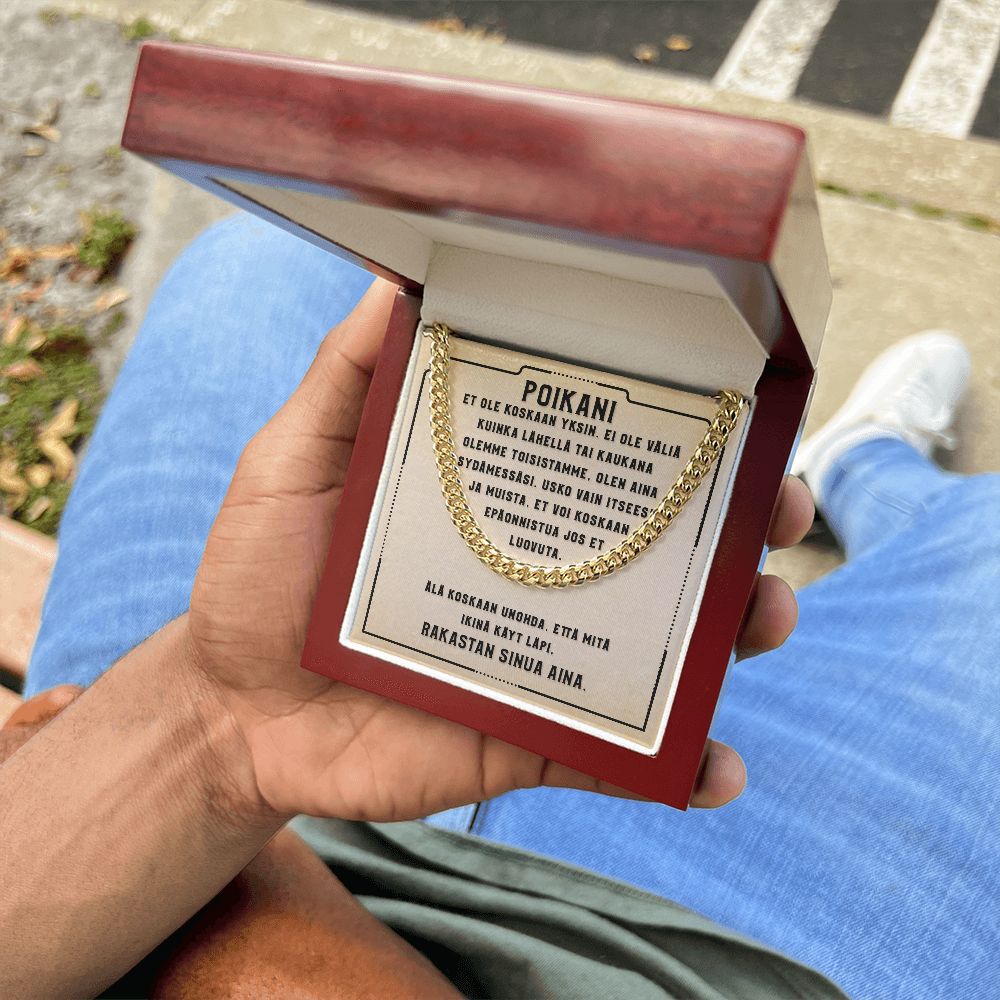 POIKANI
ET OLE KOSKAAN YKSIN. EI OLE VÄLIÄ
KUINKA LÄHELLÄ TAI KAUKANA
OLEMME TOISISTAMME, OLEN AINA
SYDÄMESSÄSI. USKO VAIN ITSEES
JA MUISTA, ET VOI KOSKAAN
EPÄONNISTUA JOS ET
LUOVUTA.
ÄLÄ KOSKAAN UNOHDA, ETTÄ MITÄ
IKINÄ KÄYT LÄPI,
RAKASTAN SINUA AINA.